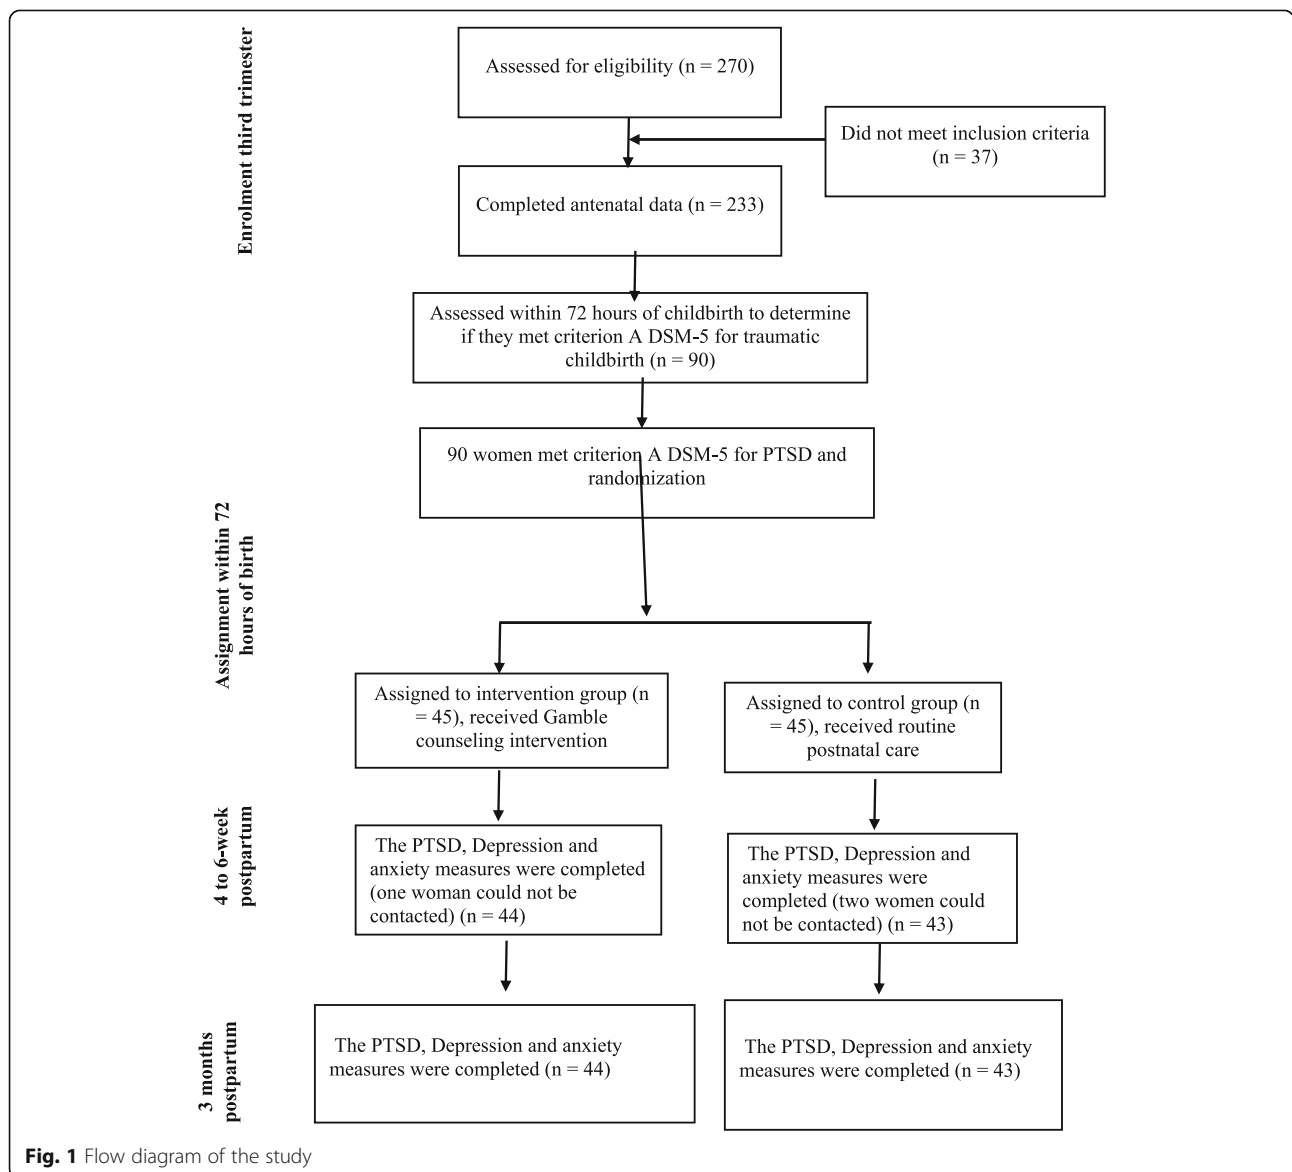 Enrolment third trimester
Assessed for eligibility (n = 270)
Did not meet inclusion criteria
(n = 37)
Completed antenatal data (n = 233)
Assessed within 72 hours of childbirth to determine
if they met criterion A DSM-5 for traumatic
childbirth (n = 90)
90 women met criterion A DSM-5 for PTSD and
randomization
Assignment within 72
hours of birth
Assigned to intervention group (n
= 45), received Gamble
counseling intervention
Assigned to control group (n
= 45), received routine
postnatal care
4 to 6-week
postpartum
The PTSD, Depression and
anxiety measures were completed
(one woman could not be
contacted) (n = 44)
The PTSD, Depression and
anxiety measures were
completed (two women could
not be contacted) (n = 43)
3 months
postpartum
The PTSD, Depression and anxiety
measures were completed (n = 44)
The PTSD, Depression and anxiety
measures were completed (n = 43)
Fig. 1 Flow diagram of the study